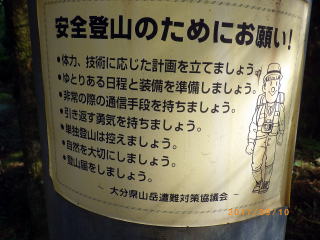 安全登山のためにお願い!
•体力、技術に応じた計画を立てましょう。
•ゆとりある日程と装備を準備しましょう。
•非常の際の通信手段を持ちましょう。
•引き返す勇気を持ちましょう。
•単独登山は控えましょう。
•自然を大切にしましょう。
•登山届をしましょう。
大分県山岳遭難対策協議会